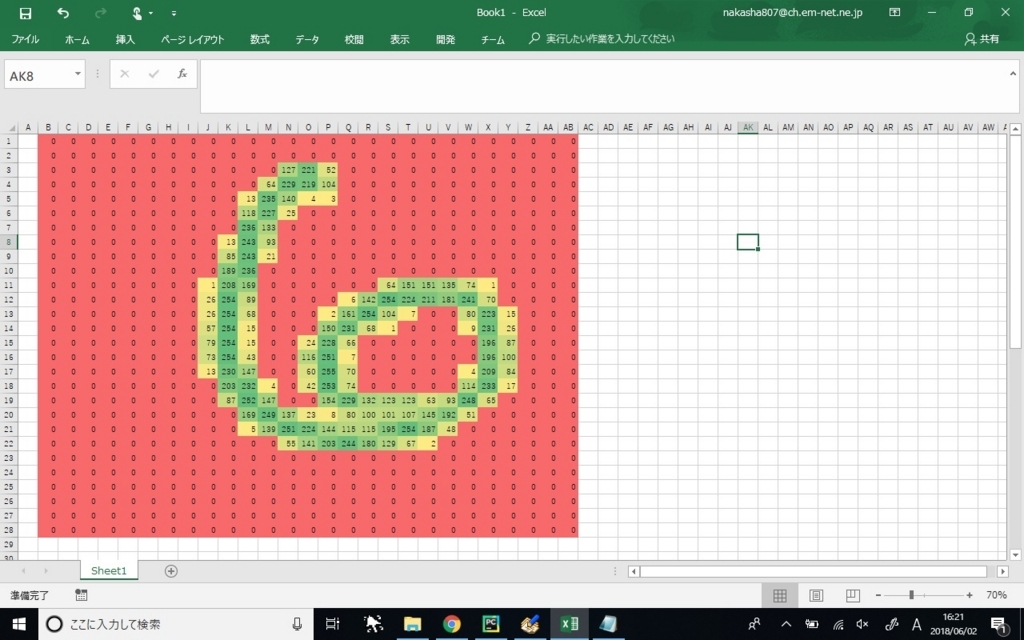 Book1 - Excel nakasha807@ch.em-net.ne.jp
ファイル ホーム 挿入 ページ レイアウト 数式 データ 校閲 表示 開発 チーム 実行したい作業を入力してください 共有
AK8 fx
A B C D E F G H I J K L M N O P Q R S T U V W X Y Z AA AB AC AD AE AF AG AH AI AJ AK AL AM AN AO AP AQ AR AS AT AU AV AW
1 0 0 0 0 0 0 0 0 0 0 0 0 0 0 0 0 0 0 0 0 0 0 0 0 0 0 0
2 0 0 0 0 0 0 0 0 0 0 0 0 0 0 0 0 0 0 0 0 0 0 0 0 0 0 0
3 0 0 0 0 0 0 0 0 0 0 0 0 127 221 52 0 0 0 0 0 0 0 0 0 0 0 0
4 0 0 0 0 0 0 0 0 0 0 0 64 229 219 104 0 0 0 0 0 0 0 0 0 0 0 0
5 0 0 0 0 0 0 0 0 0 0 13 235 140 4 3 0 0 0 0 0 0 0 0 0 0 0 0
6 0 0 0 0 0 0 0 0 0 0 118 227 25 0 0 0 0 0 0 0 0 0 0 0 0 0 0
7 0 0 0 0 0 0 0 0 0 0 236 133 0 0 0 0 0 0 0 0 0 0 0 0 0 0 0
8 0 0 0 0 0 0 0 0 0 13 243 93 0 0 0 0 0 0 0 0 0 0 0 0 0 0 0
9 0 0 0 0 0 0 0 0 0 85 243 21 0 0 0 0 0 0 0 0 0 0 0 0 0 0 0
10 0 0 0 0 0 0 0 0 0 189 236 0 0 0 0 0 0 0 0 0 0 0 0 0 0 0 0
11 0 0 0 0 0 0 0 0 1 208 169 0 0 0 0 0 0 64 151 151 135 74 1 0 0 0 0
12 0 0 0 0 0 0 0 0 26 254 89 0 0 0 0 6 142 254 224 211 181 241 70 0 0 0 0
13 0 0 0 0 0 0 0 0 26 254 68 0 0 0 2 161 254 104 7 0 0 80 223 15 0 0 0
14 0 0 0 0 0 0 0 0 57 254 15 0 0 0 150 231 68 1 0 0 0 9 231 26 0 0 0
15 0 0 0 0 0 0 0 0 79 254 15 0 0 24 228 66 0 0 0 0 0 0 196 87 0 0 0
16 0 0 0 0 0 0 0 0 73 254 43 0 0 116 251 7 0 0 0 0 0 0 196 100 0 0 0
17 0 0 0 0 0 0 0 0 13 230 147 0 0 60 255 70 0 0 0 0 0 4 209 84 0 0 0
18 0 0 0 0 0 0 0 0 0 203 232 4 0 42 253 74 0 0 0 0 0 114 233 17 0 0 0
19 0 0 0 0 0 0 0 0 0 87 252 147 0 0 154 229 132 123 123 63 93 248 65 0 0 0 0
20 0 0 0 0 0 0 0 0 0 0 169 249 137 23 8 80 100 101 107 145 192 51 0 0 0 0 0
21 0 0 0 0 0 0 0 0 0 0 5 139 251 224 144 115 115 195 254 187 48 0 0 0 0 0 0
22 0 0 0 0 0 0 0 0 0 0 0 0 55 141 203 244 180 129 67 2 0 0 0 0 0 0 0
23 0 0 0 0 0 0 0 0 0 0 0 0 0 0 0 0 0 0 0 0 0 0 0 0 0 0 0
24 0 0 0 0 0 0 0 0 0 0 0 0 0 0 0 0 0 0 0 0 0 0 0 0 0 0 0
25 0 0 0 0 0 0 0 0 0 0 0 0 0 0 0 0 0 0 0 0 0 0 0 0 0 0 0
26 0 0 0 0 0 0 0 0 0 0 0 0 0 0 0 0 0 0 0 0 0 0 0 0 0 0 0
27 0 0 0 0 0 0 0 0 0 0 0 0 0 0 0 0 0 0 0 0 0 0 0 0 0 0 0
28 0 0 0 0 0 0 0 0 0 0 0 0 0 0 0 0 0 0 0 0 0 0 0 0 0 0 0
29
30
Sheet1
準備完了 70%
ここに入力して検索 PC A 16:21
2018/06/02 1